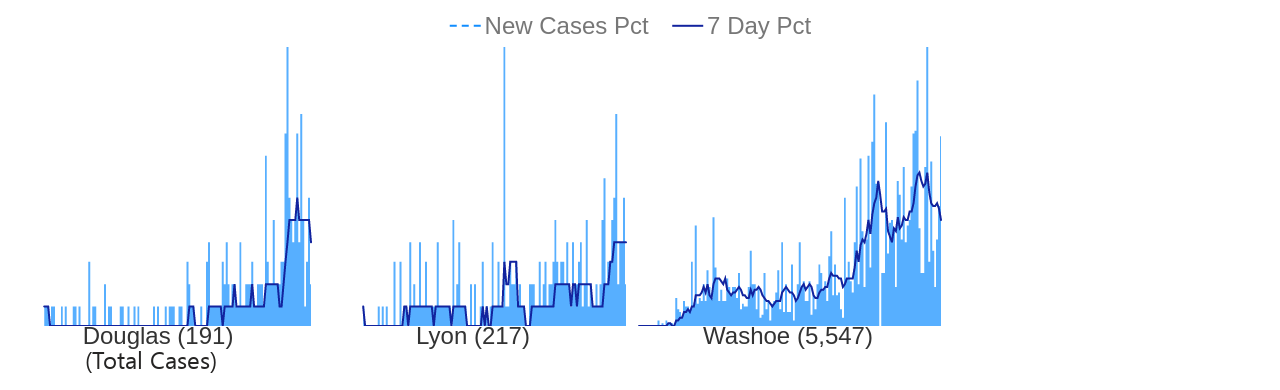 New Cases Pct 7 Day Pct
Douglas (191) Lyon (217) Washoe (5,547)
(Total Cases)